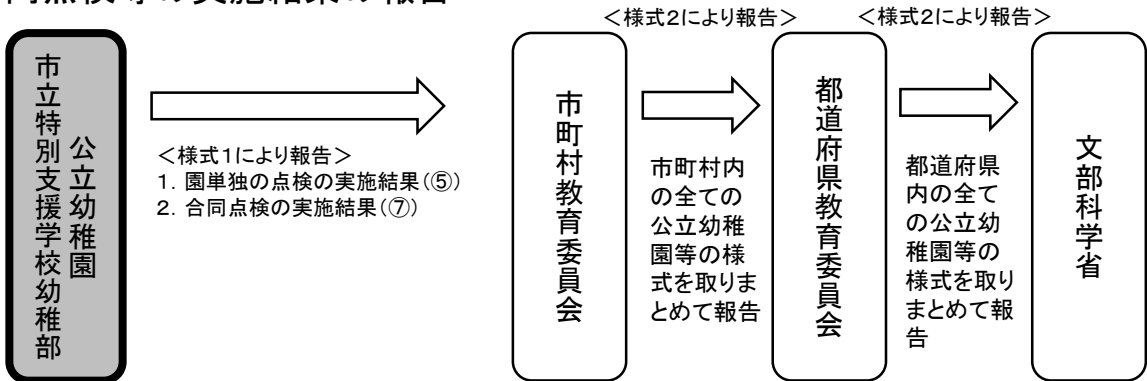 同点検等の実施結果の報告
＜様式2により報告＞
＜様式2により報告＞
公立幼稚園
市立特別支援学校幼稚部
＜様式1により報告＞
1. 園単独の点検の実施結果(⑤)
2. 合同点検の実施結果(⑦)
市町村教育委員会
市町村内
の全ての
公立幼稚
園等の様
式を取りま
とめて報告
都道府県教育委員会
都道府県
内の全て
の公立幼
稚園等の
様式を取り
まとめて報
告
文部科学省